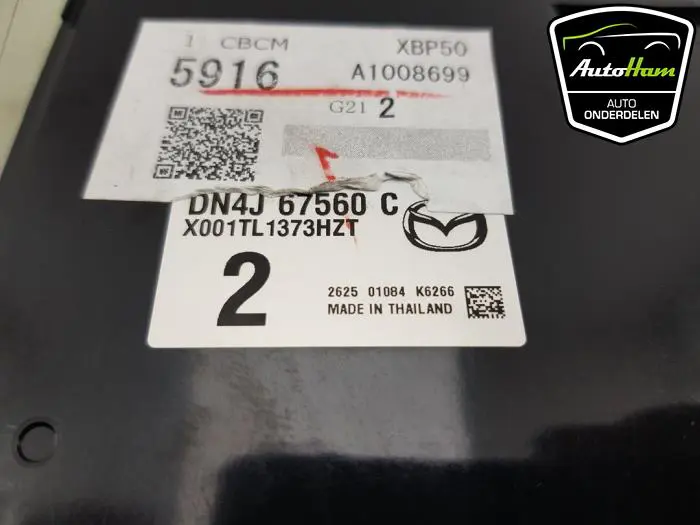 1 CBCM XBP50
5916 A1008699
G21 2
DN4J 67560 C
X001TL1373HZT
2
2625 01084 K6266
MADE IN THAILAND
AutoHam
AUTO
ONDERDELEN